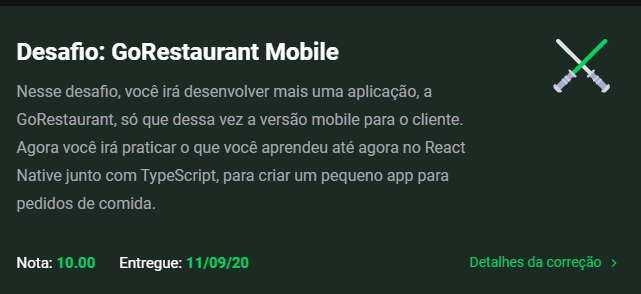 Desafio: GoRestaurant Mobile
Nesse desafio, você irá desenvolver mais uma aplicação, a
GoRestaurant, só que dessa vez a versão mobile para o cliente.
Agora você irá praticar o que você aprendeu até agora no React
Native junto com TypeScript, para criar um pequeno app para
pedidos de comida.
Nota: 10.00 Entregue: 11/09/20 Detalhes da correção >